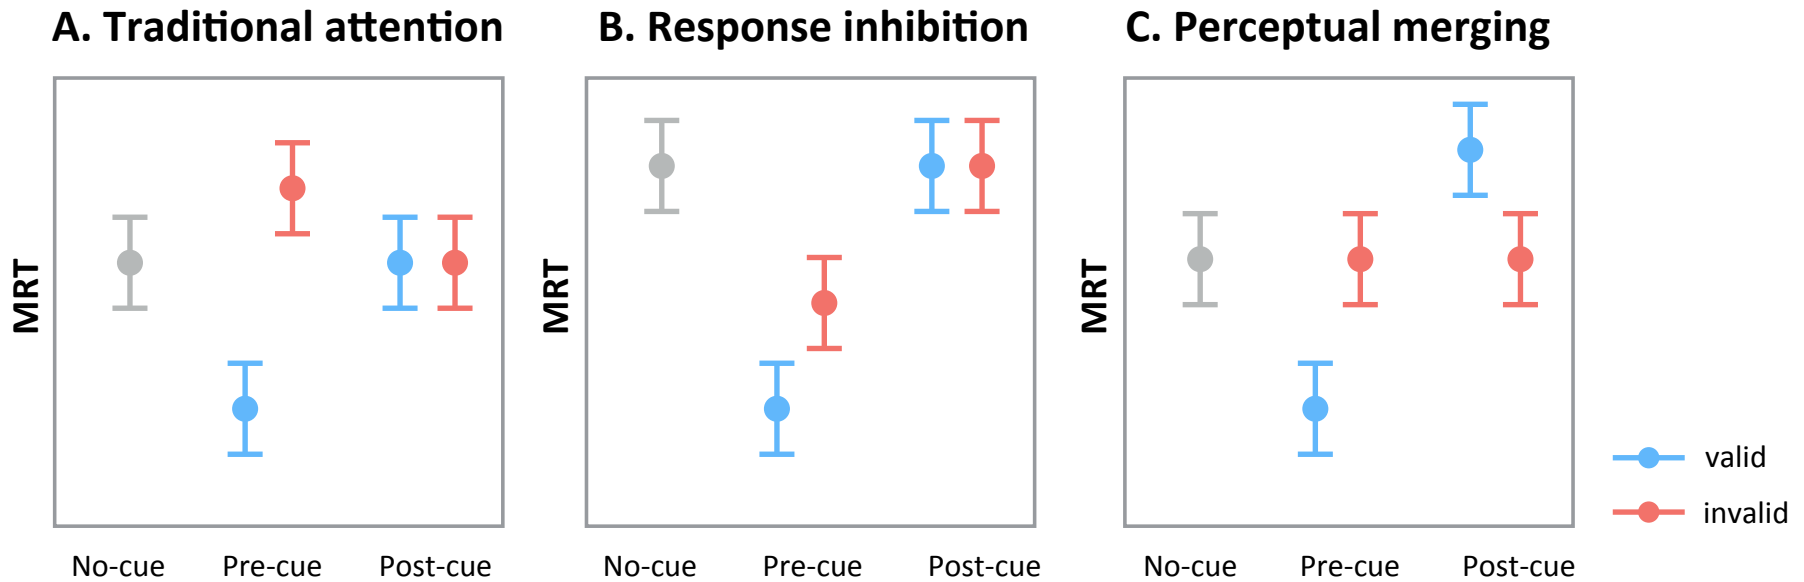 A. Traditional attention
B. Response inhibition
C. Perceptual merging
MRT
MRT
MRT
No-cue Pre-cue Post-cue
No-cue Pre-cue Post-cue
No-cue Pre-cue Post-cue
valid
invalid